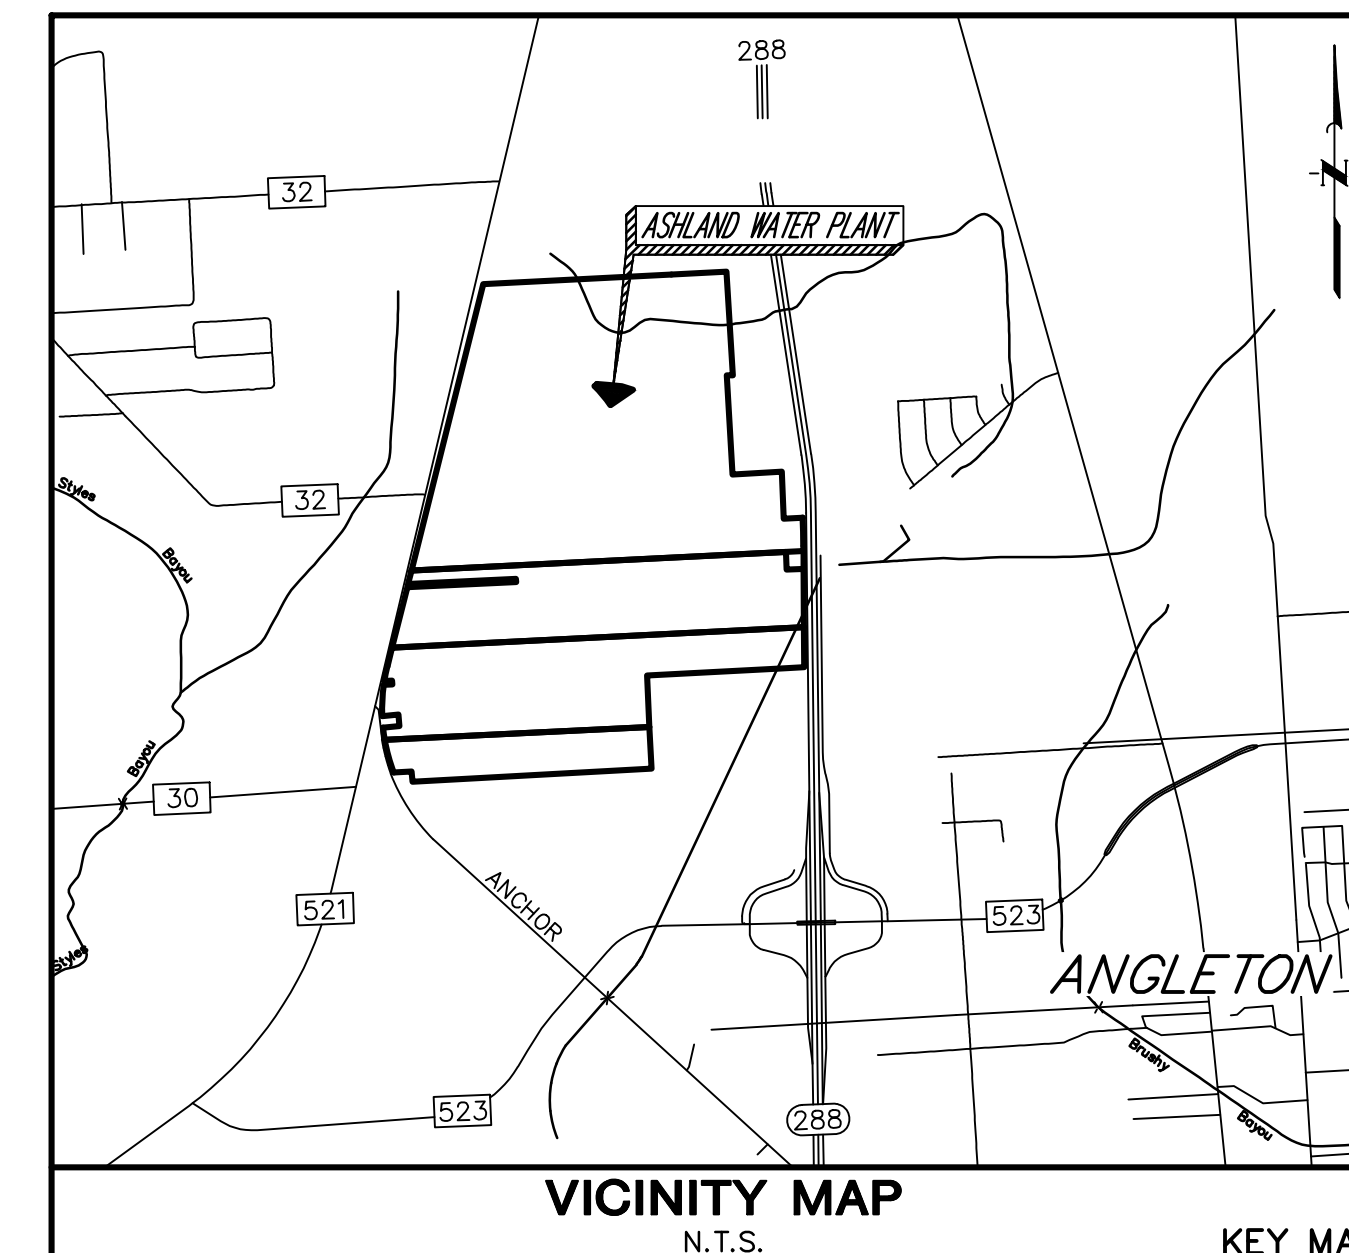 288
32
ASHLAND WATER PLANT
N
Styles
32
Bayou
Bayou
30
521
ANCHOR
523
Styles
ANGLETON
Brushy
523
288
Bayou
VICINITY MAP
N.T.S.
KEY MA